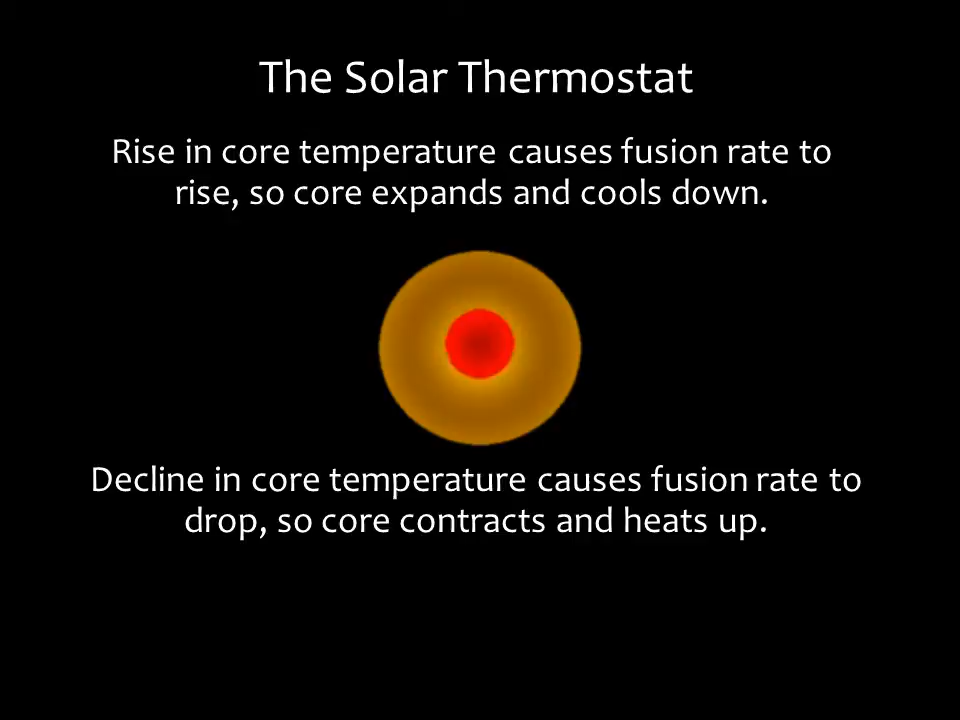 The Solar Thermostat
Rise in core temperature causes fusion rate to
rise, so core expands and cools down.
Decline in core temperature causes fusion rate to
drop, so core contracts and heats up.